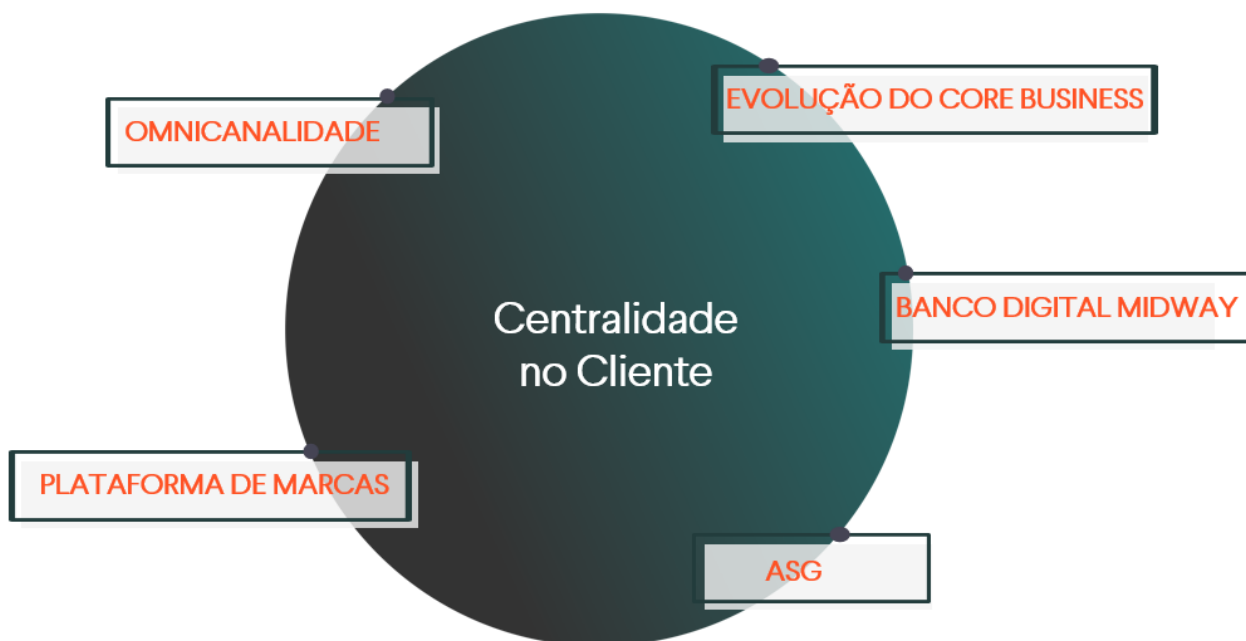 OMNICANALIDADE
EVOLUÇÃO DO CORE BUSINESS
BANCO DIGITAL MIDWAY
Centralidade
no Cliente
PLATAFORMA DE MARCAS
ASG